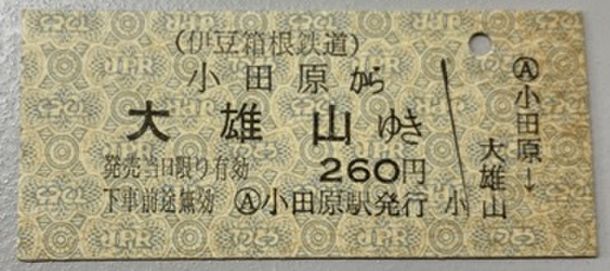 (伊豆箱根鉄道)
小田原から
大雄山ゆき
発売当日限り有効 260円
下車前途無効 Ⓐ小田原駅発行 小
Ⓐ小田原→
大雄山